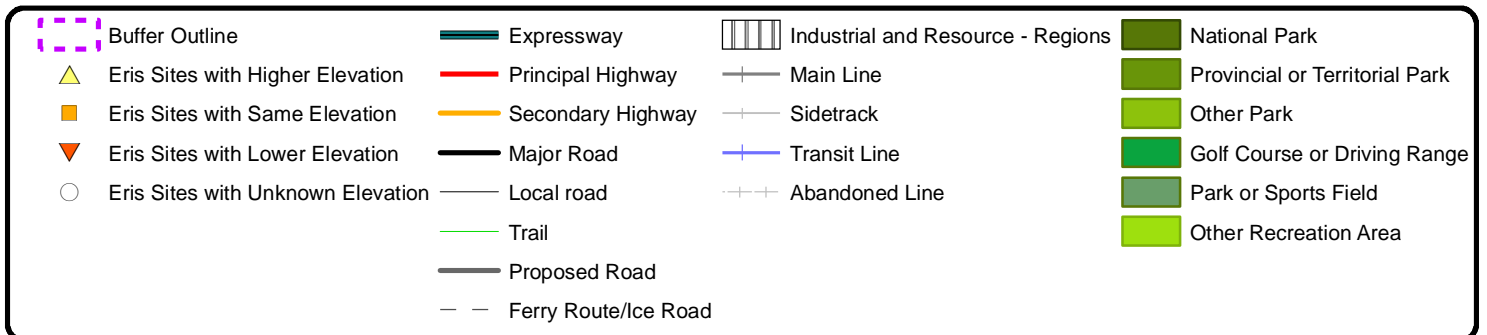 Buffer Outline
Eris Sites with Higher Elevation
Eris Sites with Same Elevation
Eris Sites with Lower Elevation
Eris Sites with Unknown Elevation
Expressway
Principal Highway
Secondary Highway
Major Road
Local road
Trail
Proposed Road
Ferry Route/Ice Road
Industrial and Resource - Regions
Main Line
Sidetrack
Transit Line
Abandoned Line
National Park
Provincial or Territorial Park
Other Park
Golf Course or Driving Range
Park or Sports Field
Other Recreation Area